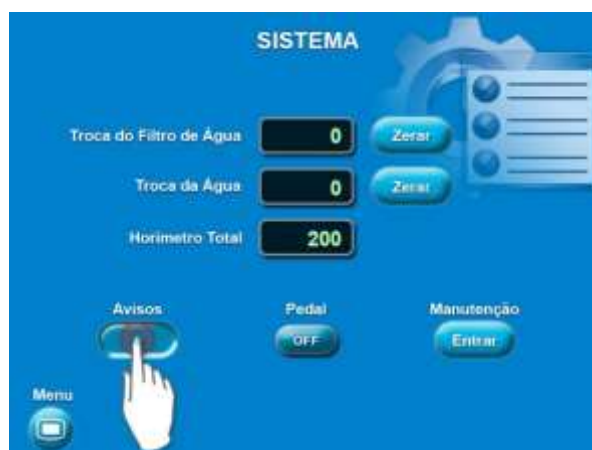 SISTEMA
Troca do Filtro de Água 0 Zerar
Troca da Água 0 Zerar
Horimetro Total 200
Avisos Pedal Manutenção
OFF Entrar
Menu